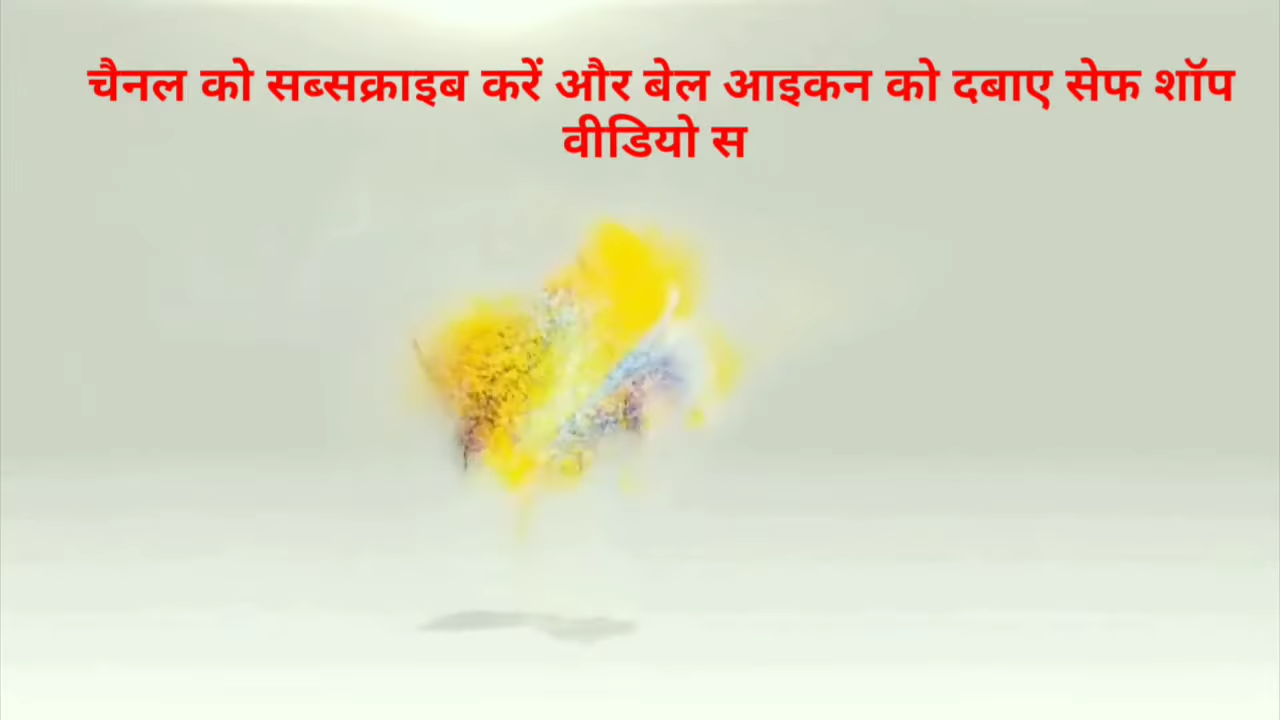 चैनल को सब्सक्राइब करें और बेल आइकन को दबाए सेफ शॉप
वीडियो स